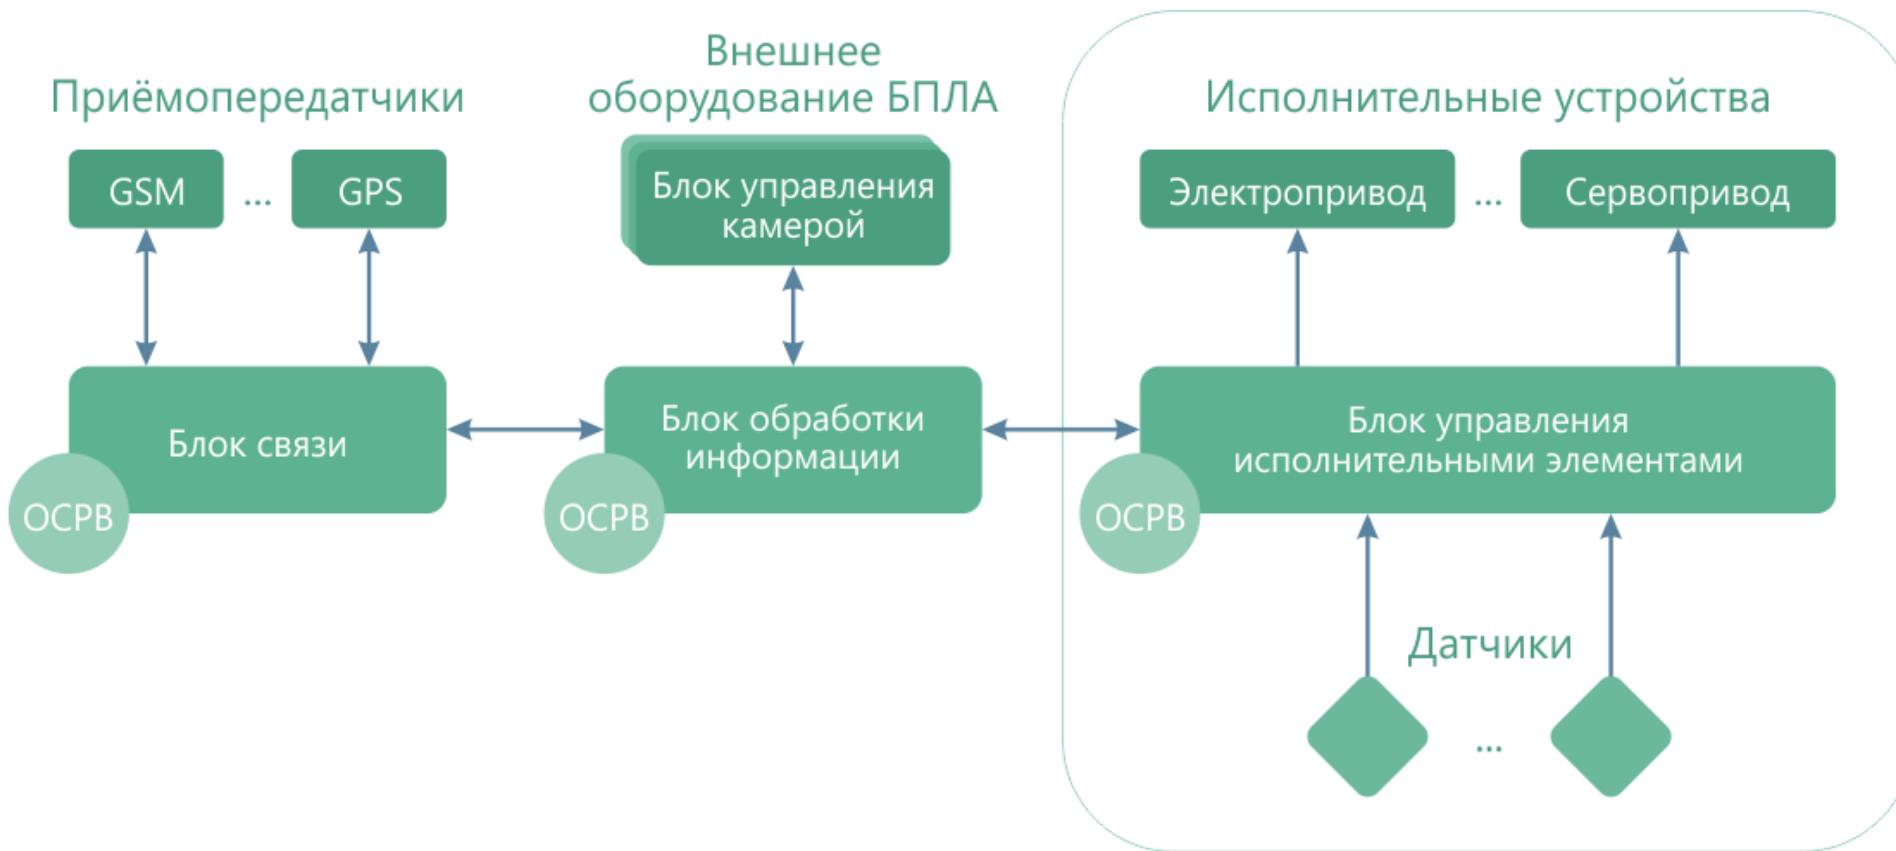 Приёмопередатчики
GSM
...
GPS
Внешнее
оборудование БПЛА
Блок управления
камерой
Исполнительные устройства
Электропривод
...
Сервопривод
Блок связи
ОСРВ
Блок обработки
информации
ОСРВ
Блок управления
исполнительными элементами
ОСРВ
Датчики
...